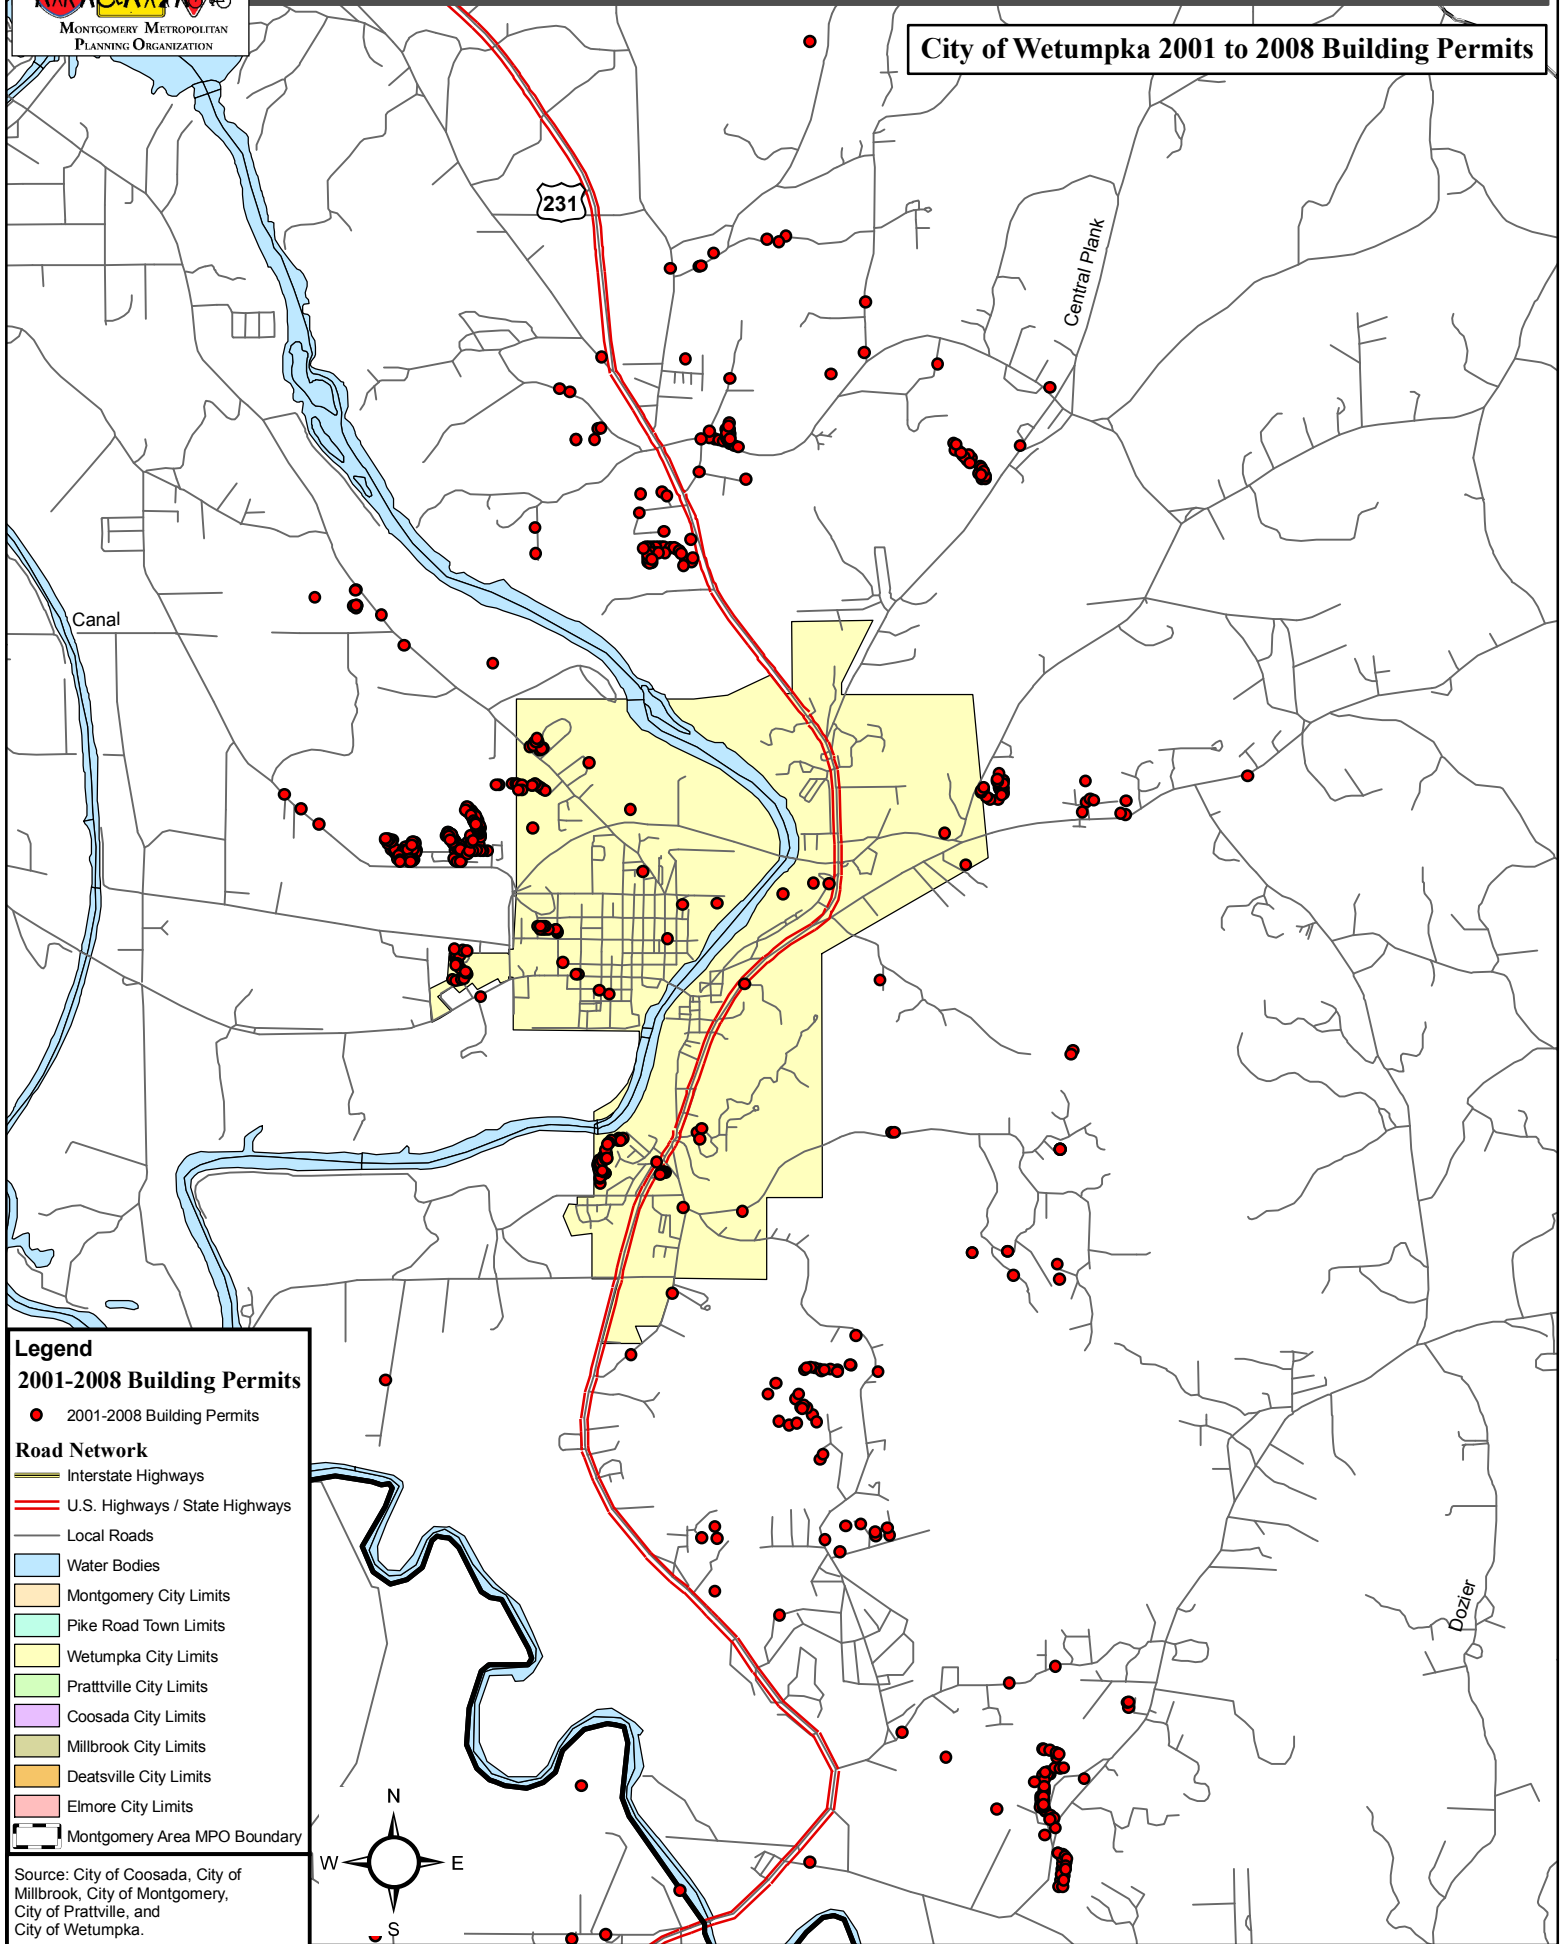 MONTGOMERY METROPOLITAN
PLANNING ORGANIZATION
City of Wetumpka 2001 to 2008 Building Permits
231
Central Plank
Canal
Dozier
Legend
2001-2008 Building Permits
2001-2008 Building Permits
Road Network
Interstate Highways
U.S. Highways / State Highways
Local Roads
Water Bodies
Montgomery City Limits
Pike Road Town Limits
Wetumpka City Limits
Prattville City Limits
Coosada City Limits
Millbrook City Limits
Deatsville City Limits
Elmore City Limits
Montgomery Area MPO Boundary
N
W E
S
Source: City of Coosada, City of
Millbrook, City of Montgomery,
City of Prattville, and
City of Wetumpka.